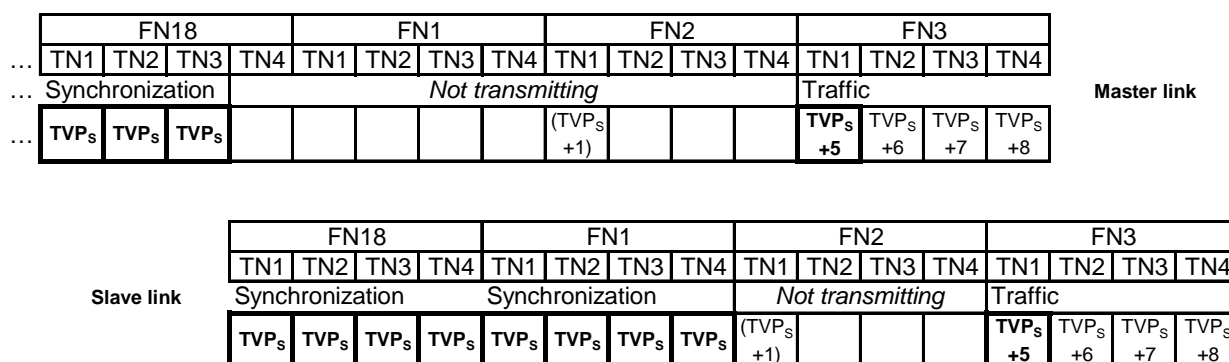 FN18 FN1 FN2 FN3
… TN1 TN2 TN3 TN4 TN1 TN2 TN3 TN4 TN1 TN2 TN3 TN4 TN1 TN2 TN3 TN4
… Synchronization Not transmitting Traffic Master link
… TVPS TVPS TVPS (TVPS +1) TVPS +5 TVPS +6 TVPS +7 TVPS +8
FN18 FN1 FN2 FN3
TN1 TN2 TN3 TN4 TN1 TN2 TN3 TN4 TN1 TN2 TN3 TN4 TN1 TN2 TN3 TN4
Slave link Synchronization Synchronization Not transmitting Traffic
TVPS TVPS TVPS TVPS TVPS TVPS TVPS TVPS (TVPS +1) TVPS +5 TVPS +6 TVPS +7 TVPS +8